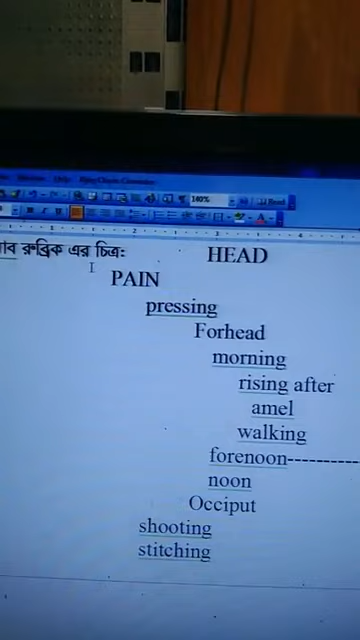 রুব্রিক এর চিত্র: HEAD
PAIN
pressing
Forhead
morning
rising after
amel
walking
forenoon-----------
noon
Occiput
shooting
stitching